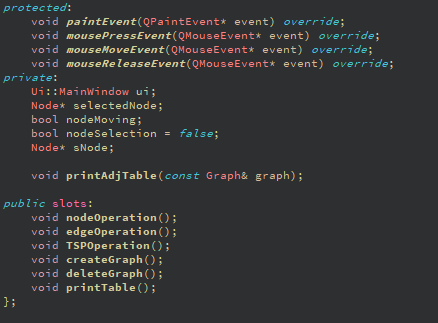 protected:
    void paintEvent(QPaintEvent* event) override;
    void mousePressEvent(QMouseEvent* event) override;
    void mouseMoveEvent(QMouseEvent* event) override;
    void mouseReleaseEvent(QMouseEvent* event) override;
private:
    Ui::MainWindow ui;
    Node* selectedNode;
    bool nodeMoving;
    bool nodeSelection = false;
    Node* sNode;

    void printAdjTable(const Graph& graph);

public slots:
    void nodeOperation();
    void edgeOperation();
    void TSPOperation();
    void createGraph();
    void deleteGraph();
    void printTable();
};